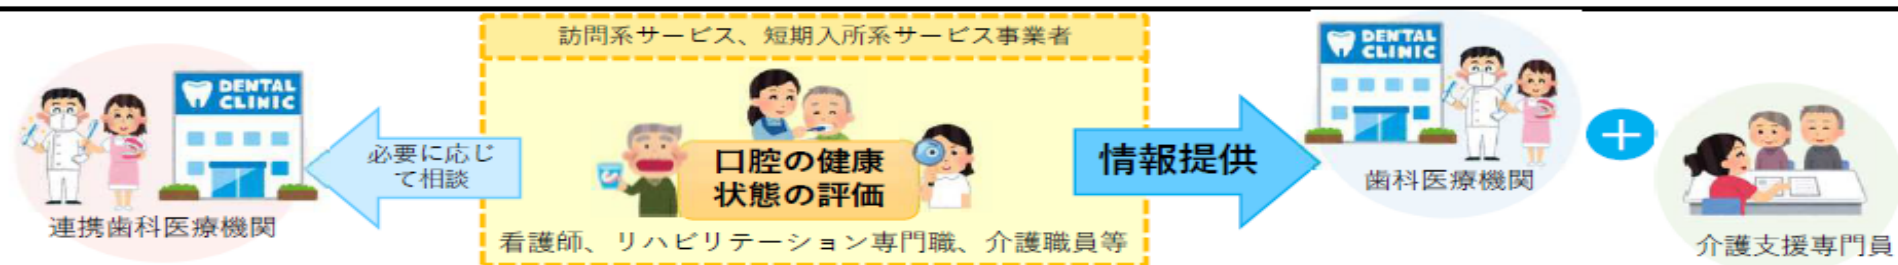 訪問系サービス、短期入所系サービス事業者
DENTAL
CLINIC
必要に応じ
て相談
連携歯科医療機関
口腔の健康
状態の評価
看護師、リハビリテーション専門職、介護職員等
情報提供
DENTAL
CLINIC
歯科医療機関
+
介護支援専門員